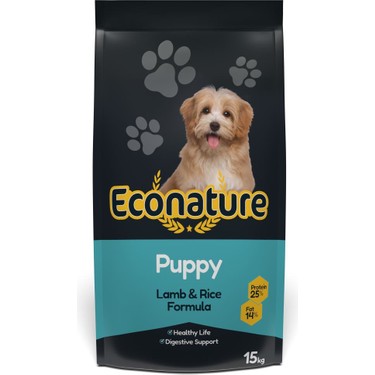 Econature
Puppy
Lamb & Rice
Formula
Protein
25%
Fat
14%
Healthy Life
Digestive Support
15kg